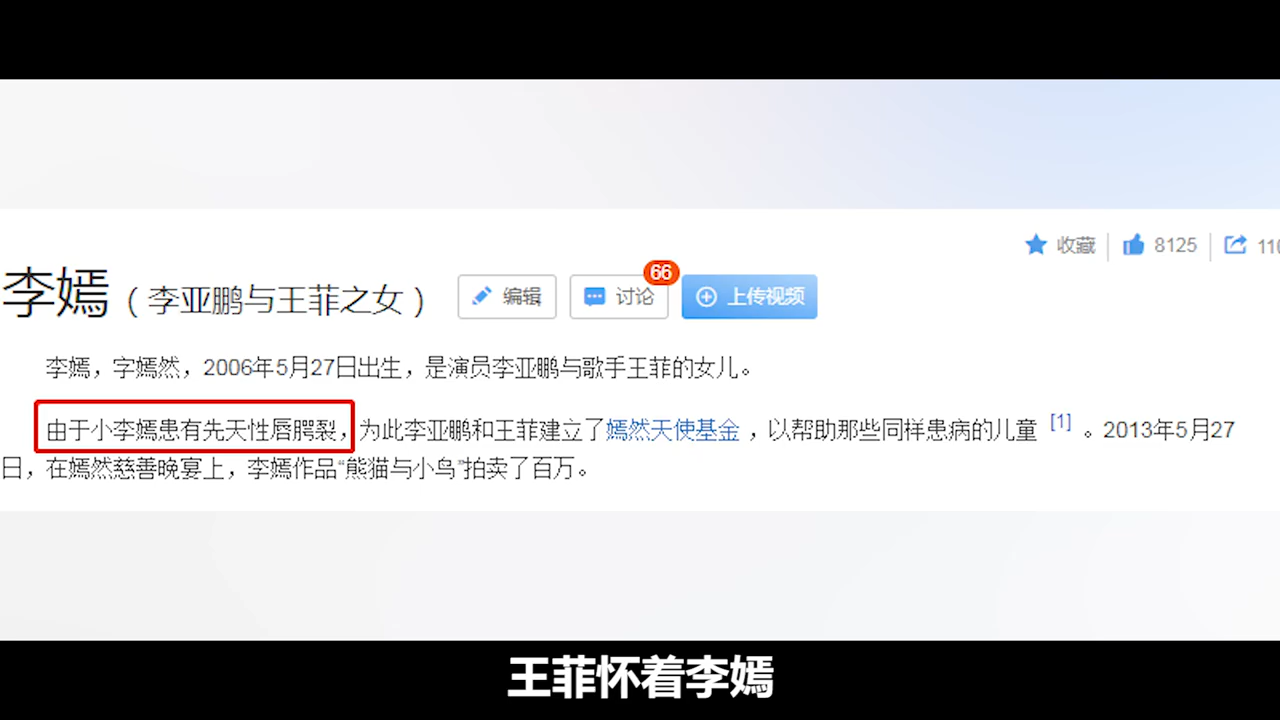 收藏 8125 110
李嫣（李亚鹏与王菲之女） 编辑 讨论 66 上传视频
李嫣，字嫣然，2006年5月27日出生，是演员李亚鹏与歌手王菲的女儿。
由于小李嫣患有先天性唇腭裂，为此李亚鹏和王菲建立了嫣然天使基金，以帮助那些同样患病的儿童 [1] 。2013年5月27
日，在嫣然慈善晚宴上，李嫣作品“熊猫与小鸟”拍卖了百万。
王菲怀着李嫣